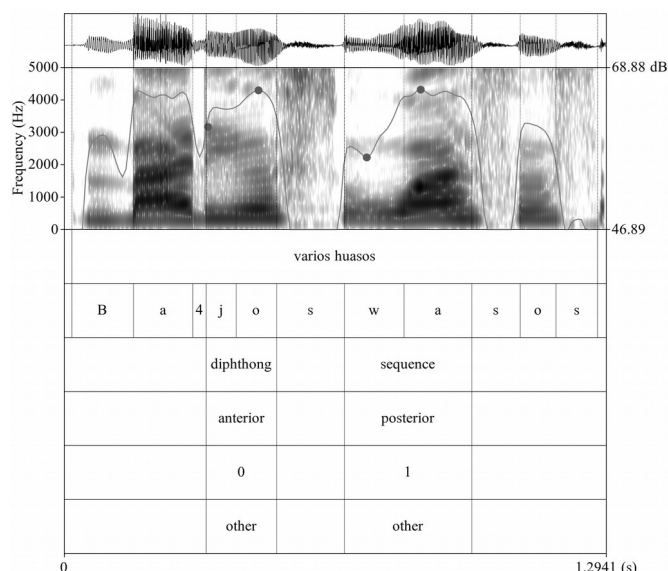 5000
68.88 dB
4000
3000
2000
1000
0
46.89
Frequency (Hz)
varios huasos
B a 4 j o s w a s o s
diphthong sequence
anterior posterior
0 1
other other
0 1.2941 (s)